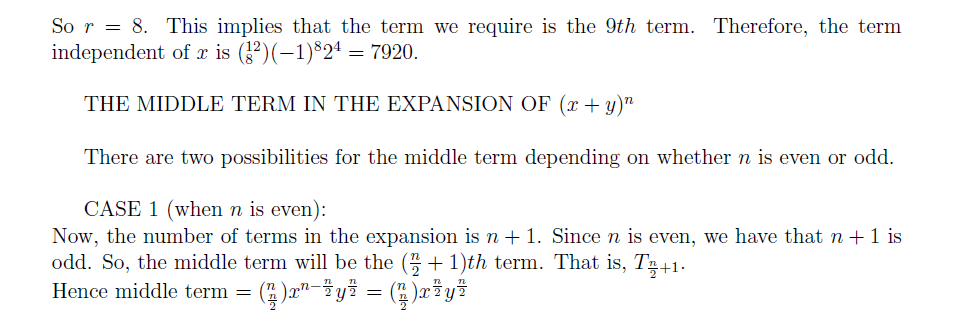 So r = 8. This implies that the term we require is the 9th term. Therefore, the term
independent of x is $\binom{12}{8}(-1)^8 2^4 = 7920$.
THE MIDDLE TERM IN THE EXPANSION OF $(x + y)^n$
There are two possibilities for the middle term depending on whether n is even or odd.
CASE 1 (when n is even):
Now, the number of terms in the expansion is n + 1. Since n is even, we have that n + 1 is
odd. So, the middle term will be the $(\frac{n}{2} + 1)$th term. That is, $T_{\frac{n}{2}+1}$.
Hence middle term = $\binom{n}{\frac{n}{2}} x^{n-\frac{n}{2}} y^{\frac{n}{2}} = \binom{n}{\frac{n}{2}} x^{\frac{n}{2}} y^{\frac{n}{2}}$